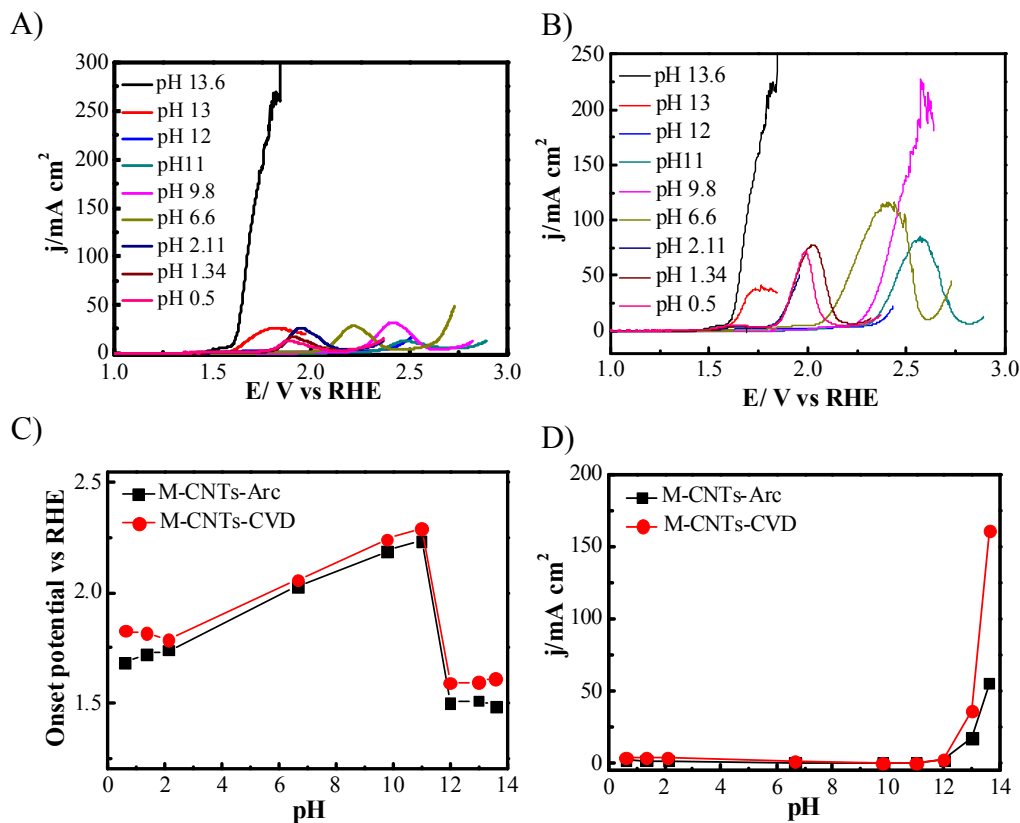 A)
300
250
200
150
100
50
0
j/mA cm2
pH 13.6
pH 13
pH 12
pH11
pH 9.8
pH 6.6
pH 2.11
pH 1.34
pH 0.5
1.0 1.5 2.0 2.5 3.0
E/ V vs RHE
B)
250
200
150
100
50
0
j/mA cm2
pH 13.6
pH 13
pH 12
pH11
pH 9.8
pH 6.6
pH 2.11
pH 1.34
pH 0.5
1.0 1.5 2.0 2.5 3.0
E/ V vs RHE
C)
2.5
2.0
1.5
Onset potential vs RHE
M-CNTs-Arc
M-CNTs-CVD
0 2 4 6 8 10 12 14
pH
D)
200
150
100
50
0
j/mA cm2
M-CNTs-Arc
M-CNTs-CVD
0 2 4 6 8 10 12 14
pH